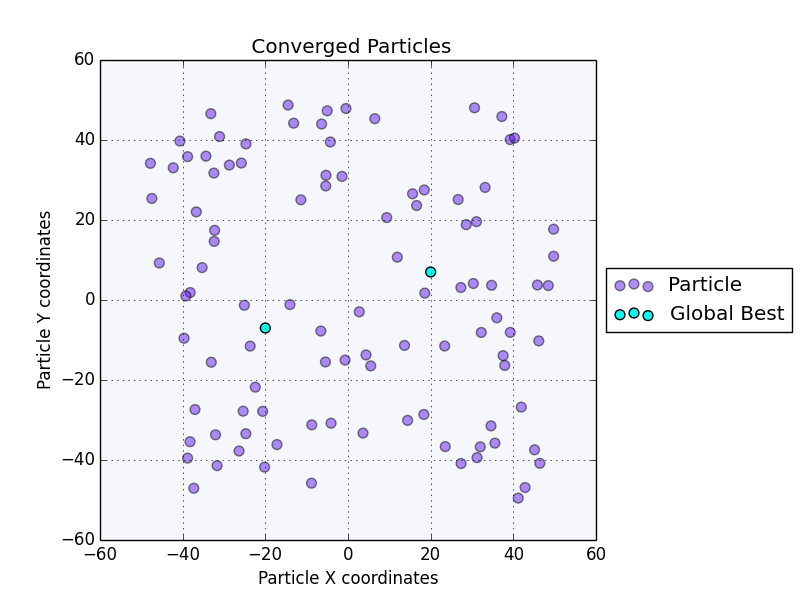 Converged Particles
60
40
20
0
−20
−40
−60
−60 −40 −20 0 20 40 60
Particle Y coordinates
Particle X coordinates
Particle
Global Best